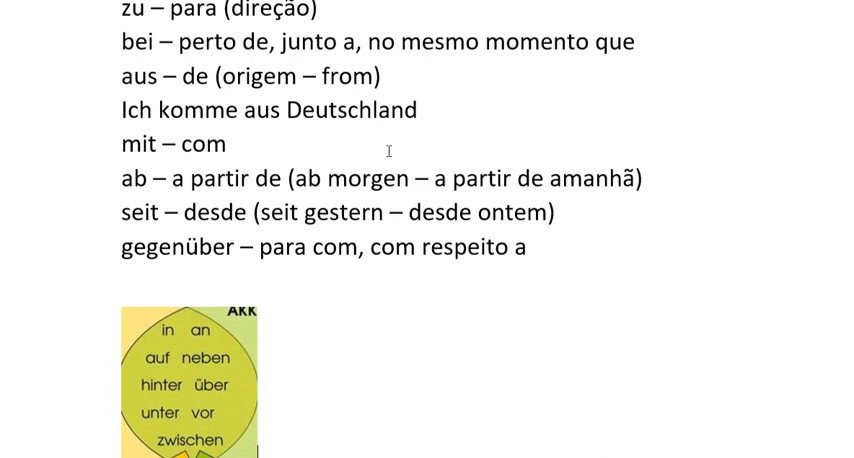 zu – para (direção)
bei – perto de, junto a, no mesmo momento que
aus – de (origem – from)
Ich komme aus Deutschland
mit – com
ab – a partir de (ab morgen – a partir de amanhã)
seit – desde (seit gestern – desde ontem)
gegenüber – para com, com respeito a
AKK
in an
auf neben
hinter über
unter vor
zwischen